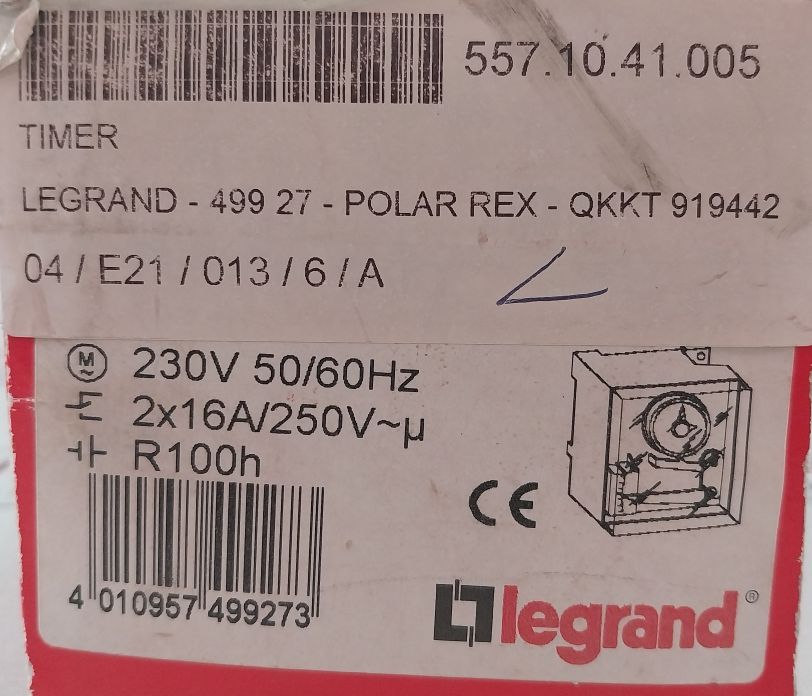 557.10.41.005
TIMER
LEGRAND - 499 27 - POLAR REX - QKKT 919442
04 / E21 / 013 / 6 / A
M ~ 230V 50/60Hz
2x16A/250V~μ
R100h
CE
4 010957 499273
legrand®